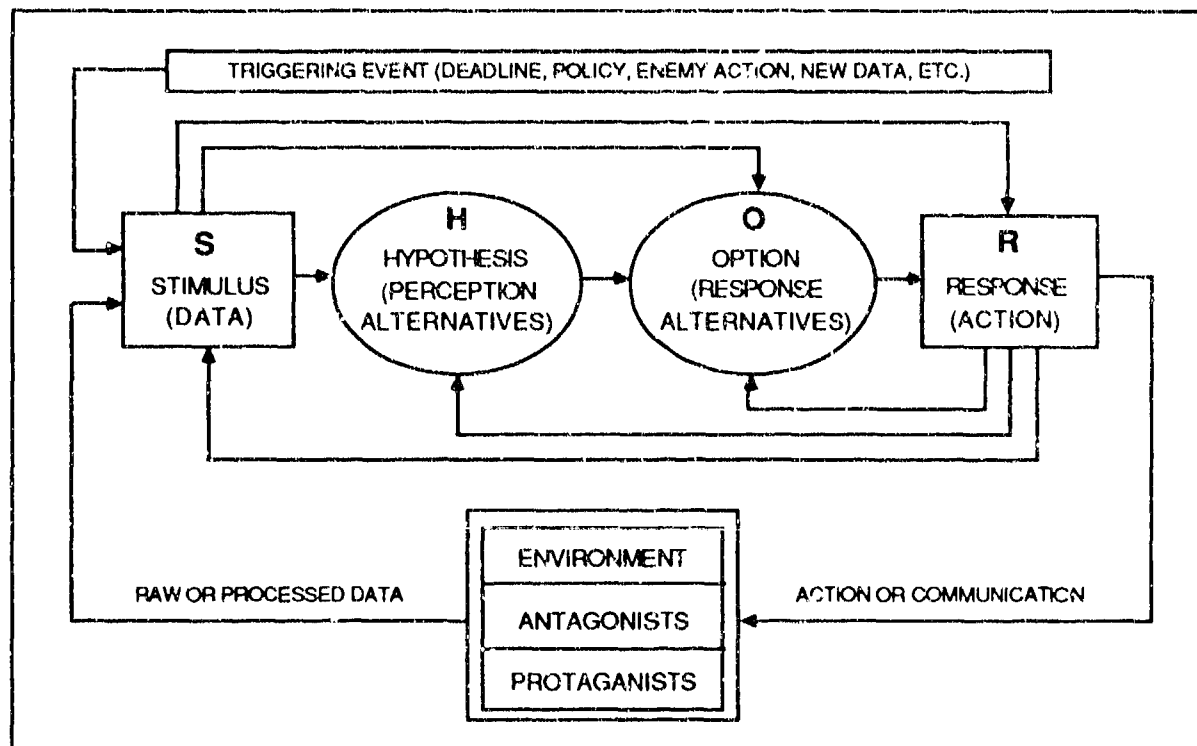 TRIGGERING EVENT (DEADLINE, POLICY, ENEMY ACTION, NEW DATA, ETC.)
S
STIMULUS
(DATA)
H
HYPOTHESIS
(PERCEPTION
ALTERNATIVES)
O
OPTION
(RESPONSE
ALTERNATIVES)
R
RESPONSE
(ACTION)
RAW OR PROCESSED DATA
ENVIRONMENT
ANTAGONISTS
PROTAGANISTS
ACTION OR COMMUNICATION